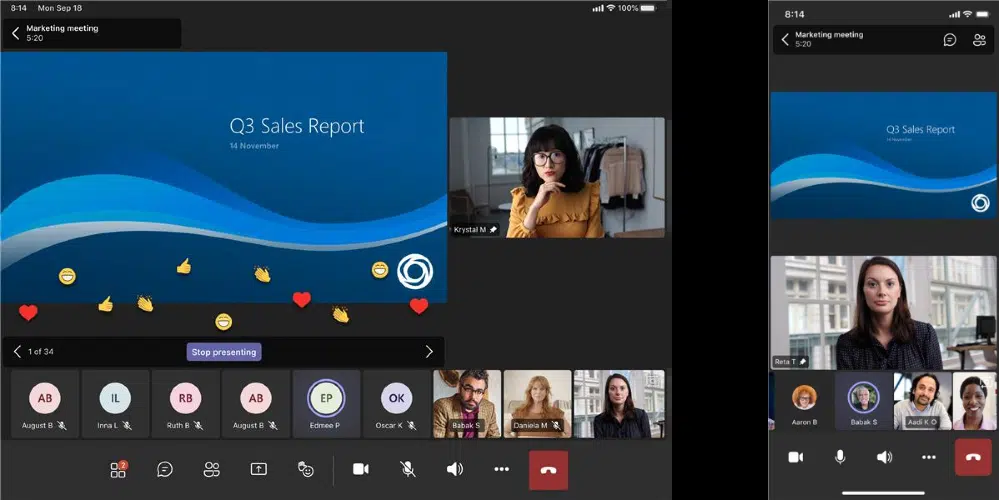 8:14 Mon Sep 18
100%
Marketing meeting
5:20
Q3 Sales Report
14 November
Krystal M
1 of 34
Stop presenting
AB
IL
RB
AB
EP
OK
August B
Inna L
Ruth B
August B
Edmee P
Oscar K
Babak S
Daniela M
2
8:14
Marketing meeting
5:20
Q3 Sales Report
14 November
Reta T
Aaron B
Babak S
Aadi K O